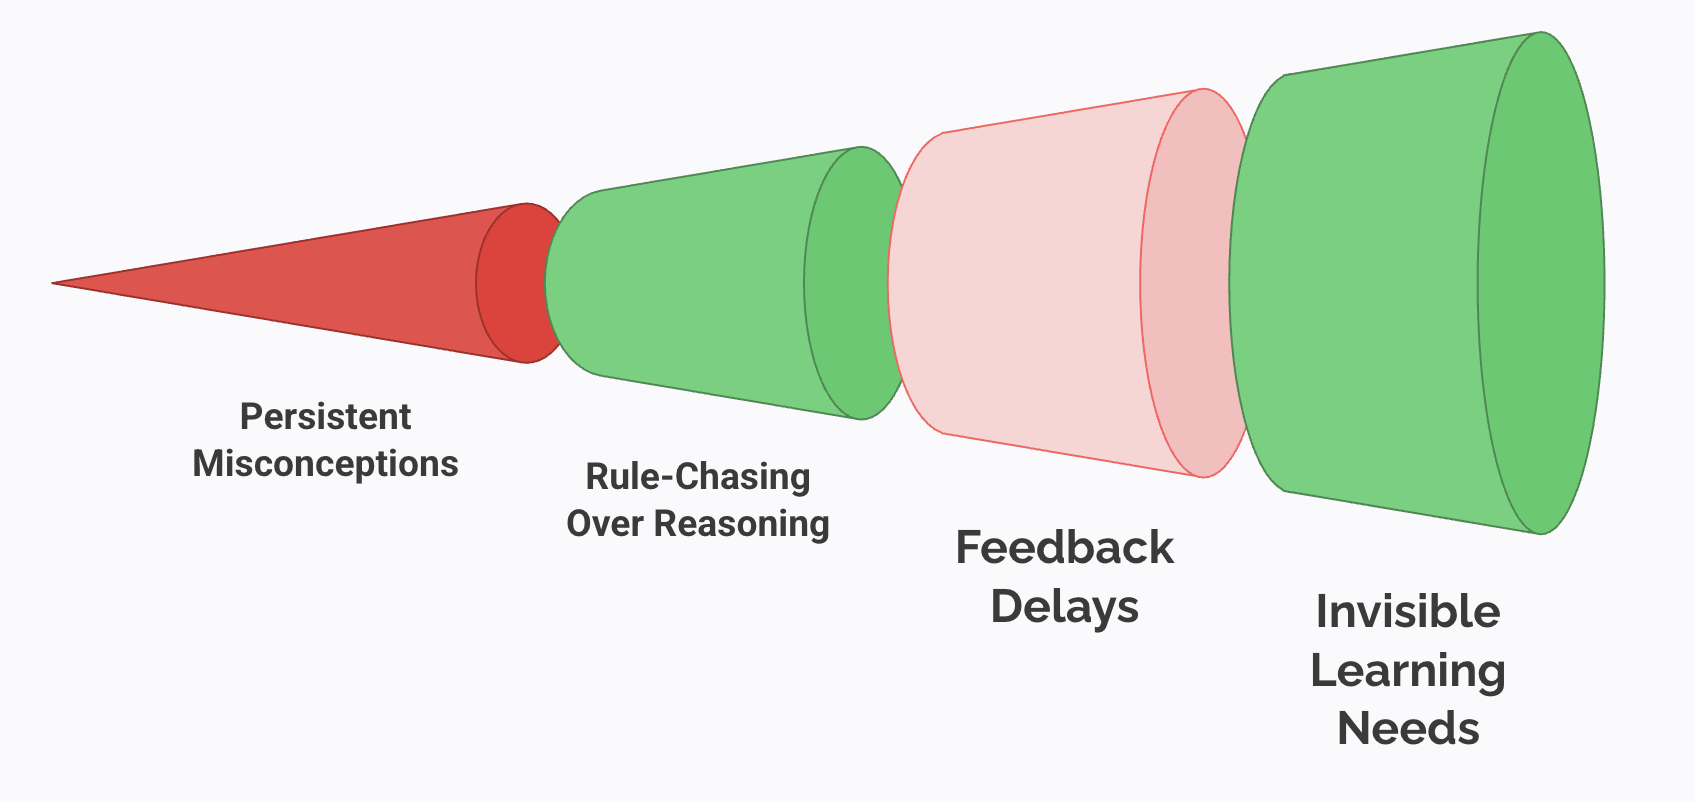 Persistent
Misconceptions
Rule-Chasing
Over Reasoning
Feedback
Delays
Invisible
Learning
Needs